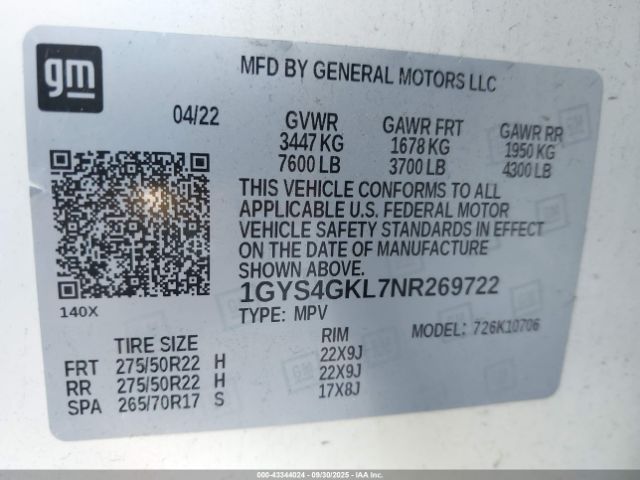 gm
MFD BY GENERAL MOTORS LLC
04/22 GVWR GAWR FRT GAWR RR
3447 KG 1678 KG 1950 KG
7600 LB 3700 LB 4300 LB
THIS VEHICLE CONFORMS TO ALL
APPLICABLE U.S. FEDERAL MOTOR
VEHICLE SAFETY STANDARDS IN EFFECT
ON THE DATE OF MANUFACTURE
SHOWN ABOVE.
1GYS4GKL7NR269722
140X
TYPE: MPV MODEL: 726K10706
TIRE SIZE RIM
FRT 275/50R22 H 22X9J
RR 275/50R22 H 22X9J
SPA 265/70R17 S 17X8J
000-43344024 - 09/30/2025 - IAAI.COM